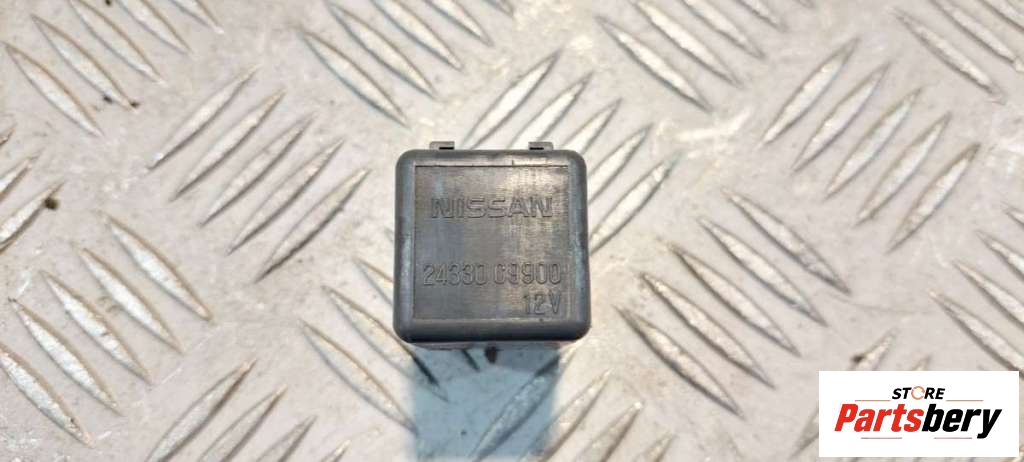 NISSAN
24330 C9900
12V
STORE
Partsbery